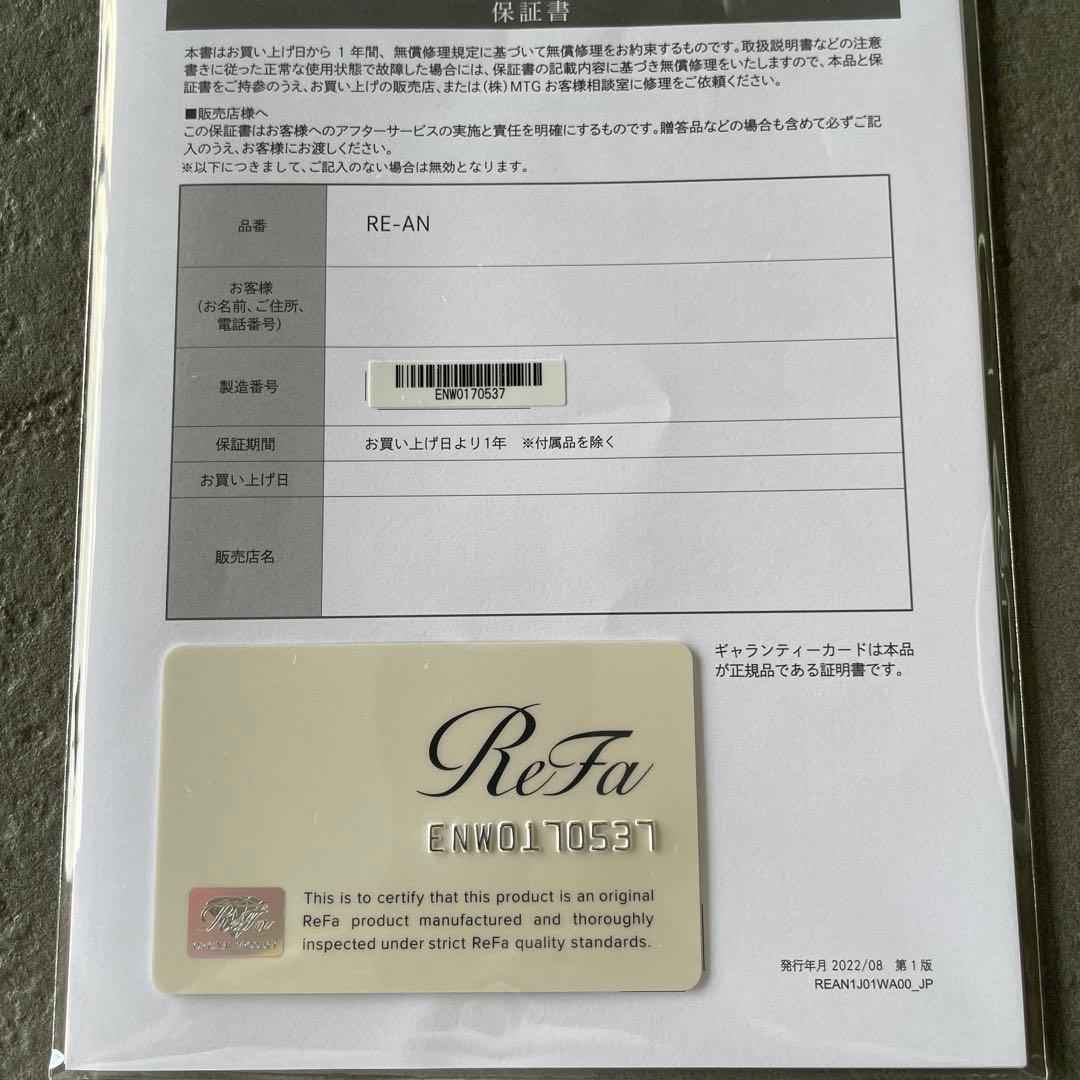 保証書
本書はお買い上げ日から 1 年間、無償修理規定に基づいて無償修理をお約束するものです。取扱説明書などの注意
書きに従った正常な使用状態で故障した場合には、保証書の記載内容に基づき無償修理をいたしますので、本品と保
証書をご持参のうえ、お買い上げの販売店、または(株)MTG お客様相談室に修理をご依頼ください。
■販売店様へ
この保証書はお客様へのアフターサービスの実施と責任を明確にするものです。贈答品などの場合も含めて必ずご記
入のうえ、お客様にお渡しください。
※以下につきまして、ご記入のない場合は無効となります。
品番
RE-AN
お客様
(お名前、ご住所、
電話番号)
製造番号
ENW0170537
保証期間
お買い上げ日より1年 ※付属品を除く
お買い上げ日
販売店名
ギャランティーカードは本品
が正規品である証明書です。
ReFa
ENW0170537
ReFa
GENUINE PRODUCT
This is to certify that this product is an original
ReFa product manufactured and thoroughly
inspected under strict ReFa quality standards.
発行年月 2022/08 第1版
REAN1J01WA00_JP